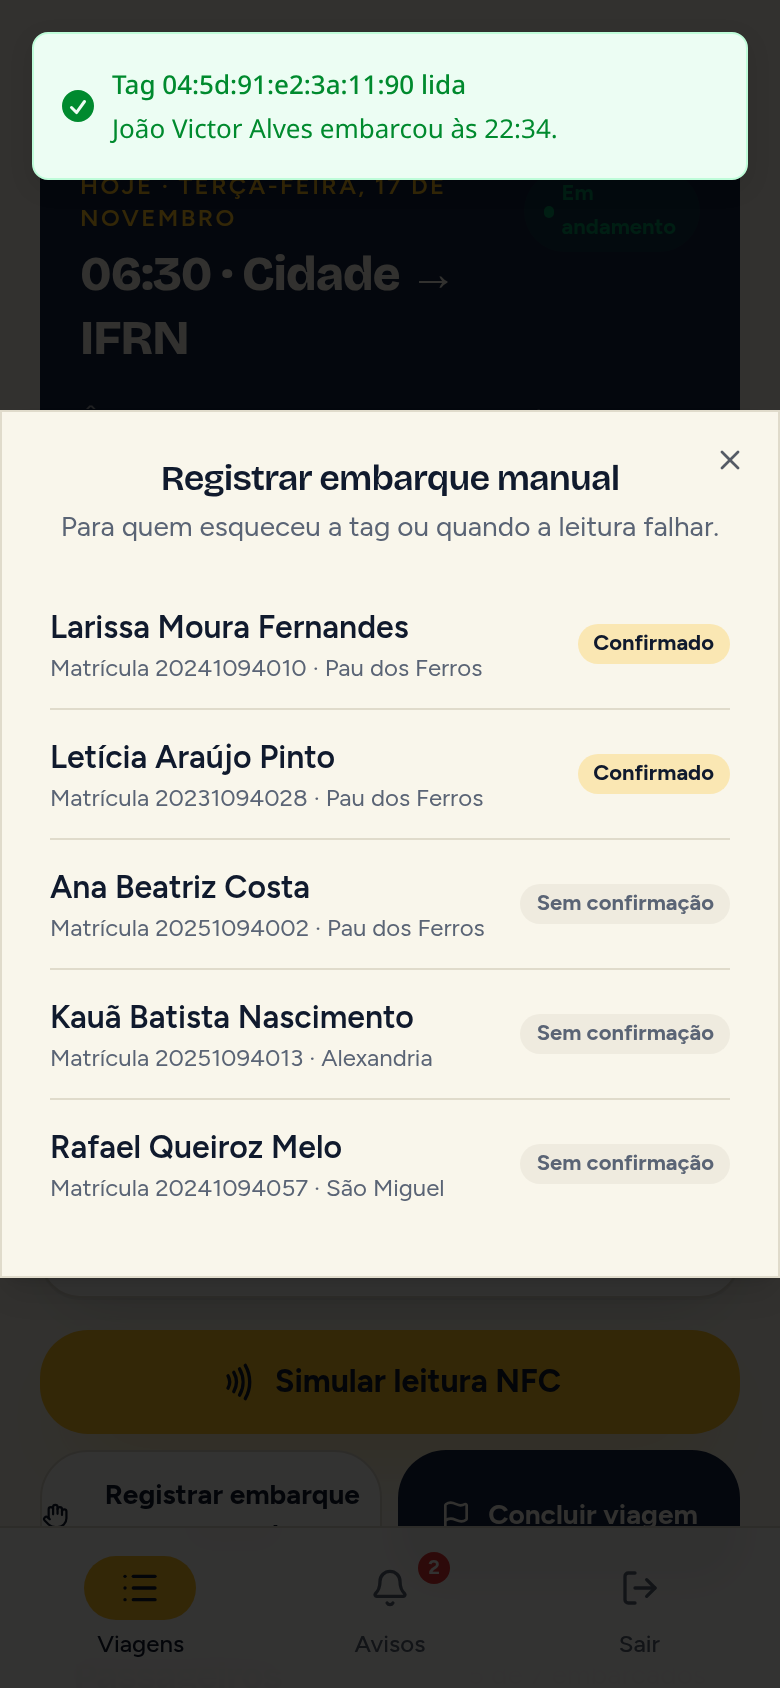 Tag 04:5d:91:e2:3a:11:90 lida
João Victor Alves embarcou às 22:34.
HOJE · TERÇA-FEIRA, 17 DE
NOVEMBRO
Em
andamento
06:30 · Cidade →
IFRN
Registrar embarque manual
Para quem esqueceu a tag ou quando a leitura falhar.
Larissa Moura Fernandes
Matrícula 20241094010 · Pau dos Ferros
Confirmado
Letícia Araújo Pinto
Matrícula 20231094028 · Pau dos Ferros
Confirmado
Ana Beatriz Costa
Matrícula 20251094002 · Pau dos Ferros
Sem confirmação
Kauã Batista Nascimento
Matrícula 20251094013 · Alexandria
Sem confirmação
Rafael Queiroz Melo
Matrícula 20241094057 · São Miguel
Sem confirmação
Simular leitura NFC
Registrar embarque
Concluir viagem
2
Viagens
Avisos
Sair